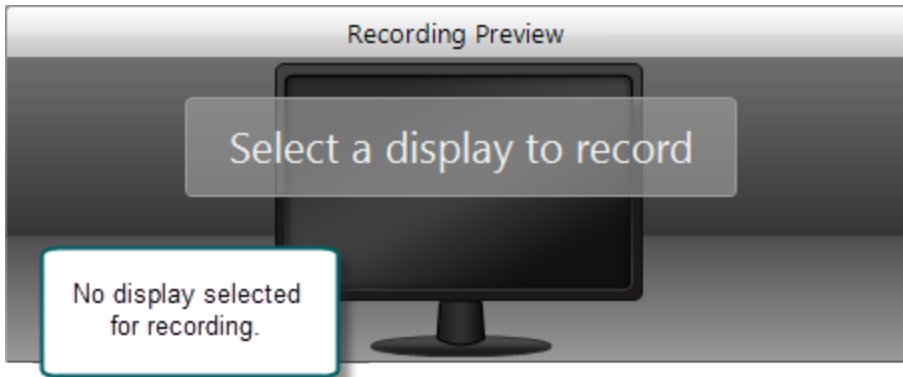 Recording Preview
Select a display to record
No display selected
for recording.